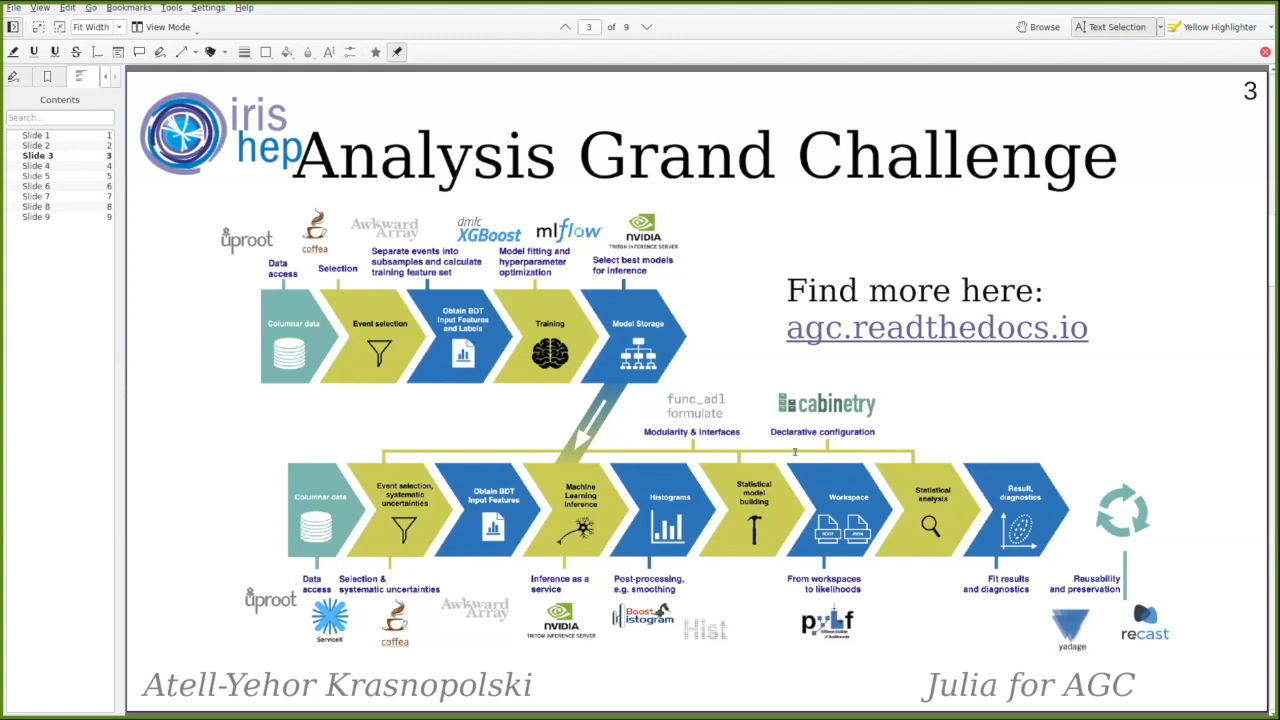 File View Edit Go Bookmarks Tools Settings Help
Fit Width View Mode 3 of 9 Browse Text Selection Yellow Highlighter
Contents
Search...
Slide 1 1
Slide 2 2
Slide 3 3
Slide 4 4
Slide 5 5
Slide 6 6
Slide 7 7
Slide 8 8
Slide 9 9
3
iris
hep
Analysis Grand Challenge
uproot
coffea
Awkward
Array
dmlc
XGBoost
mlflow
NVIDIA
TRITON INFERENCE SERVER
Data
access
Selection
Separate events into
subsamples and calculate
training feature set
Model fitting and
hyperparameter
optimization
Select best models
for inference
Columnar data
Event selection
Obtain BDT
Input Features
and Labels
Training
Model Storage
Find more here:
agc.readthedocs.io
func_adl
formulate
cabinetry
Modularity & interfaces
Declarative configuration
Columnar data
Event selection,
systematic
uncertainties
Obtain BDT
Input Features
Machine
Learning
Inference
Histograms
Statistical
model
building
Workspace
Statistical
analysis
Result,
diagnostics
Data
access
Selection &
systematic uncertainties
Inference as a
service
Post-processing,
e.g. smoothing
From workspaces
to likelihoods
Fit results
and diagnostics
Reusability
and preservation
uproot
ServiceX
coffea
Awkward
Array
NVIDIA
TRITON INFERENCE SERVER
Boost
Histogram
Hist
pyhf
yadage
recast
Atell-Yehor Krasnopolski
Julia for AGC